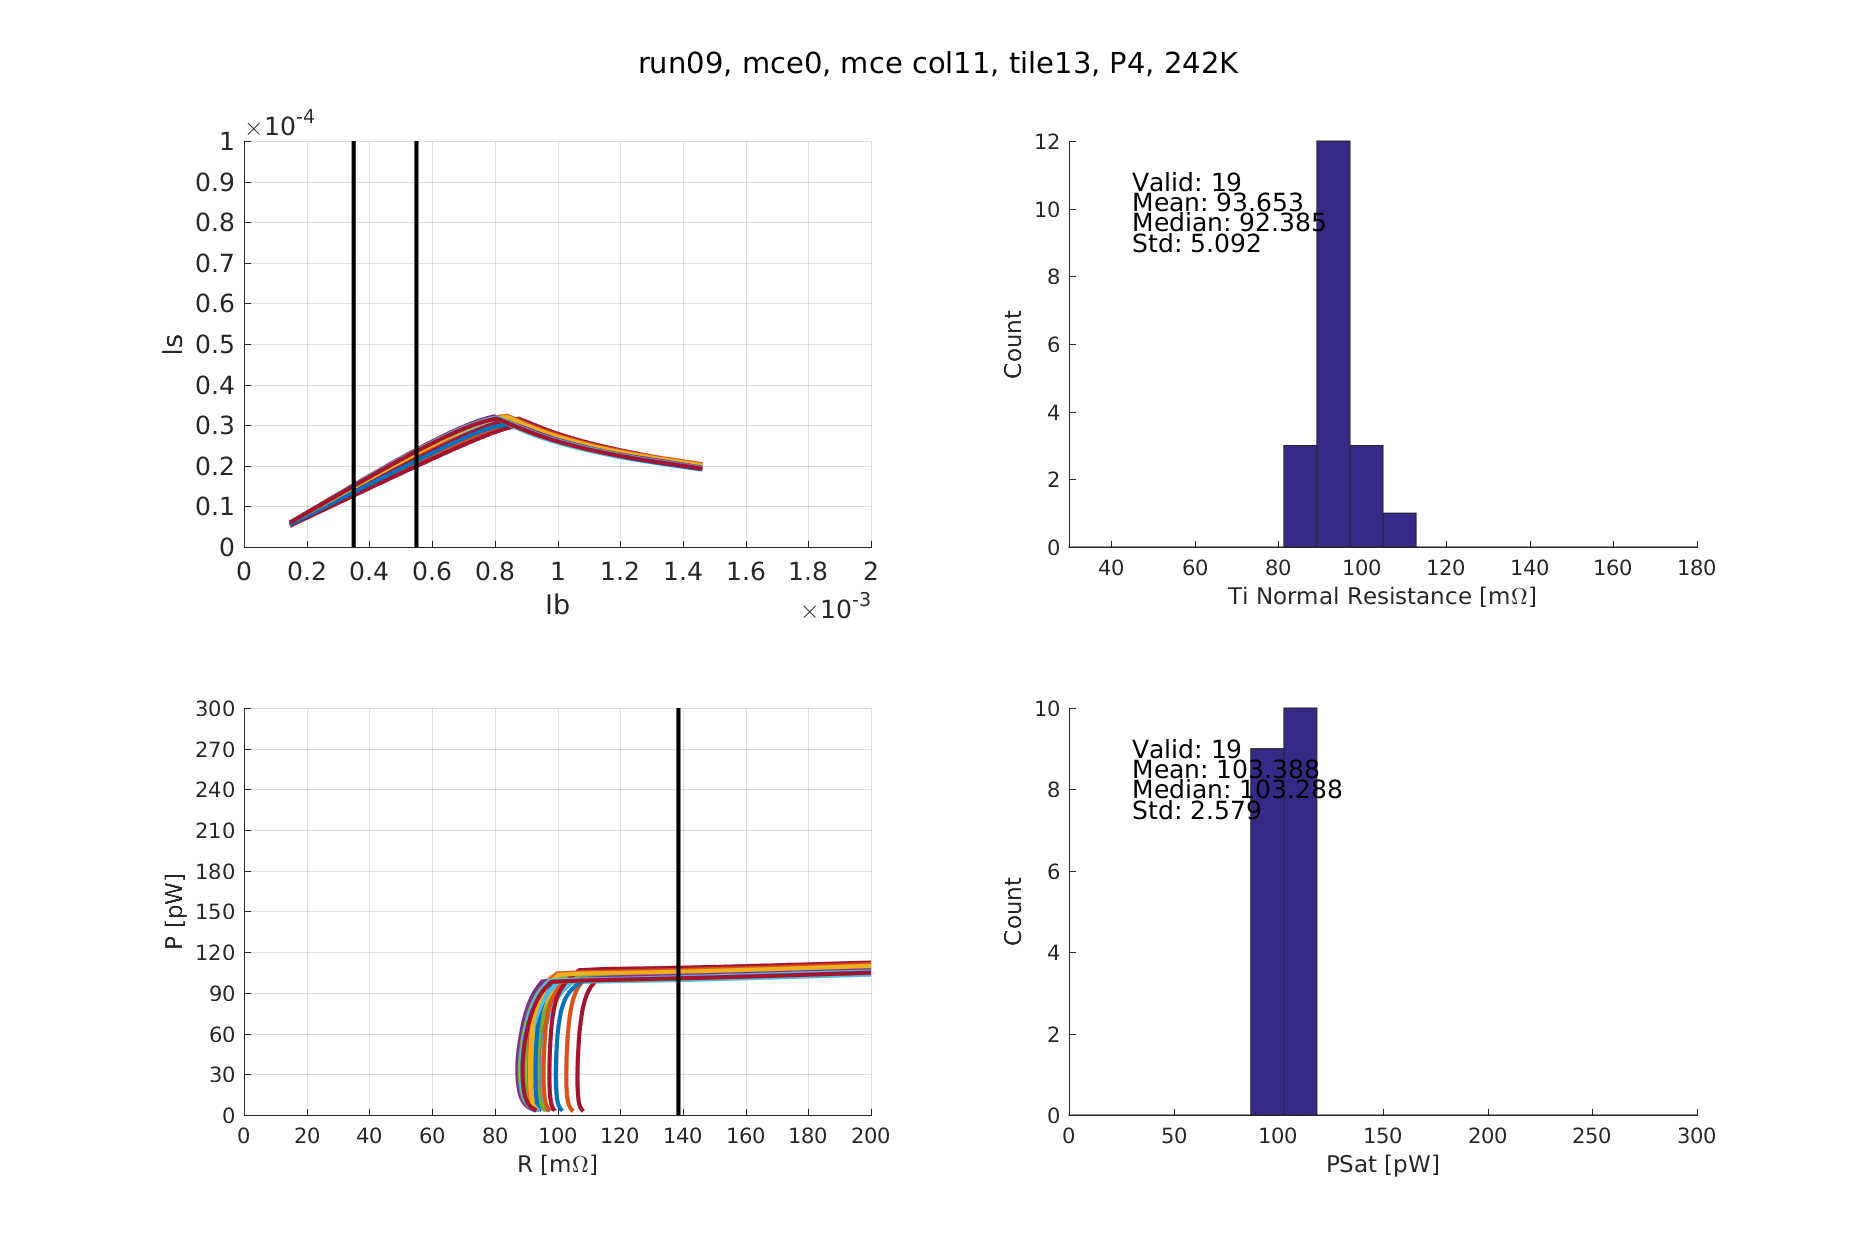 run09, mce0, mce col11, tile13, P4, 242K
×10-4
1
0.9
0.8
0.7
0.6
0.5
0.4
0.3
0.2
0.1
0
Is
0 0.2 0.4 0.6 0.8 1 1.2 1.4 1.6 1.8 2
Ib
×10-3
12
10
8
6
4
2
0
Count
Valid: 19
Mean: 93.653
Median: 92.385
Std: 5.092
40 60 80 100 120 140 160 180
Ti Normal Resistance [mΩ]
300
270
240
210
180
150
120
90
60
30
0
P [pW]
0 20 40 60 80 100 120 140 160 180 200
R [mΩ]
10
8
6
4
2
0
Count
Valid: 19
Mean: 103.388
Median: 103.288
Std: 2.579
0 50 100 150 200 250 300
PSat [pW]